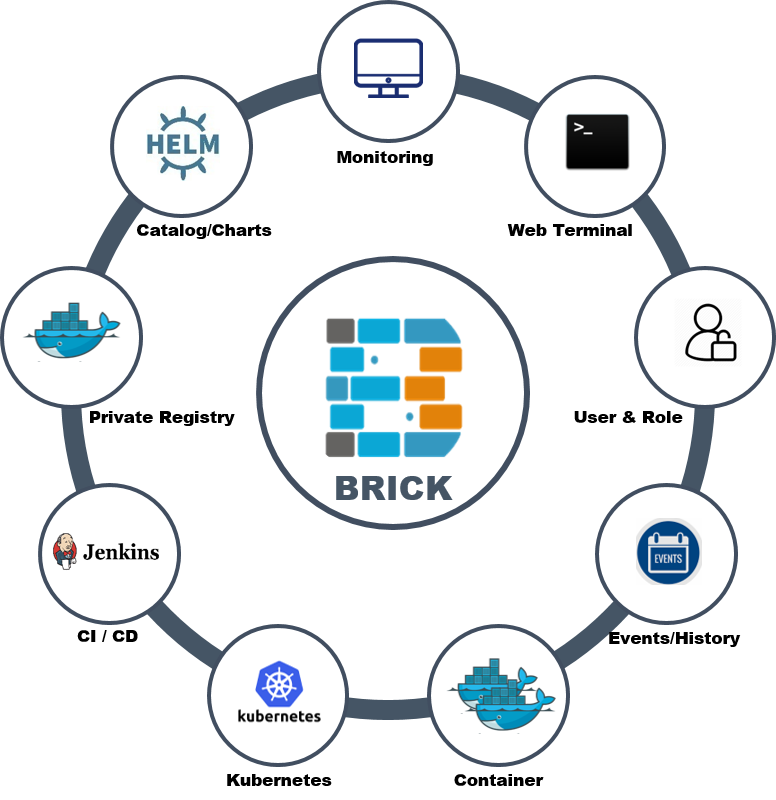 Monitoring
HELM
Catalog/Charts
>_
Web Terminal
Private Registry
User & Role
BRICK
Jenkins
CI / CD
EVENTS
Events/History
kubernetes
Kubernetes
Container